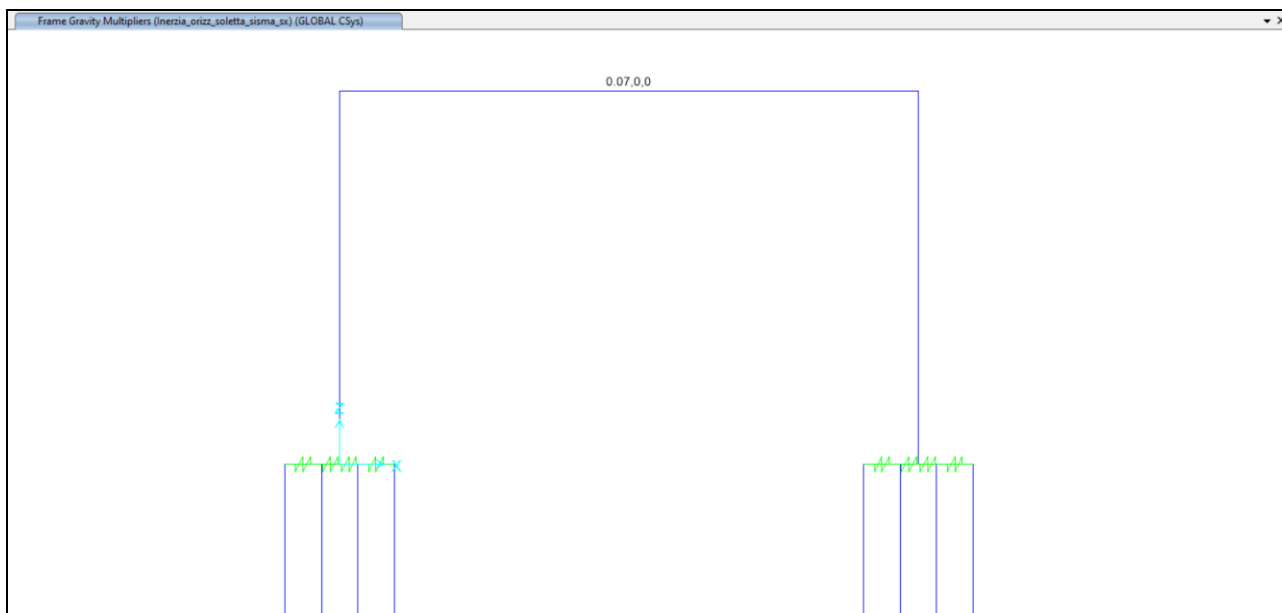 Frame Gravity Multipliers (Inerzia_orizz_soletta_sisma_sx) (GLOBAL CSys)
0.07,0,0
Z
X